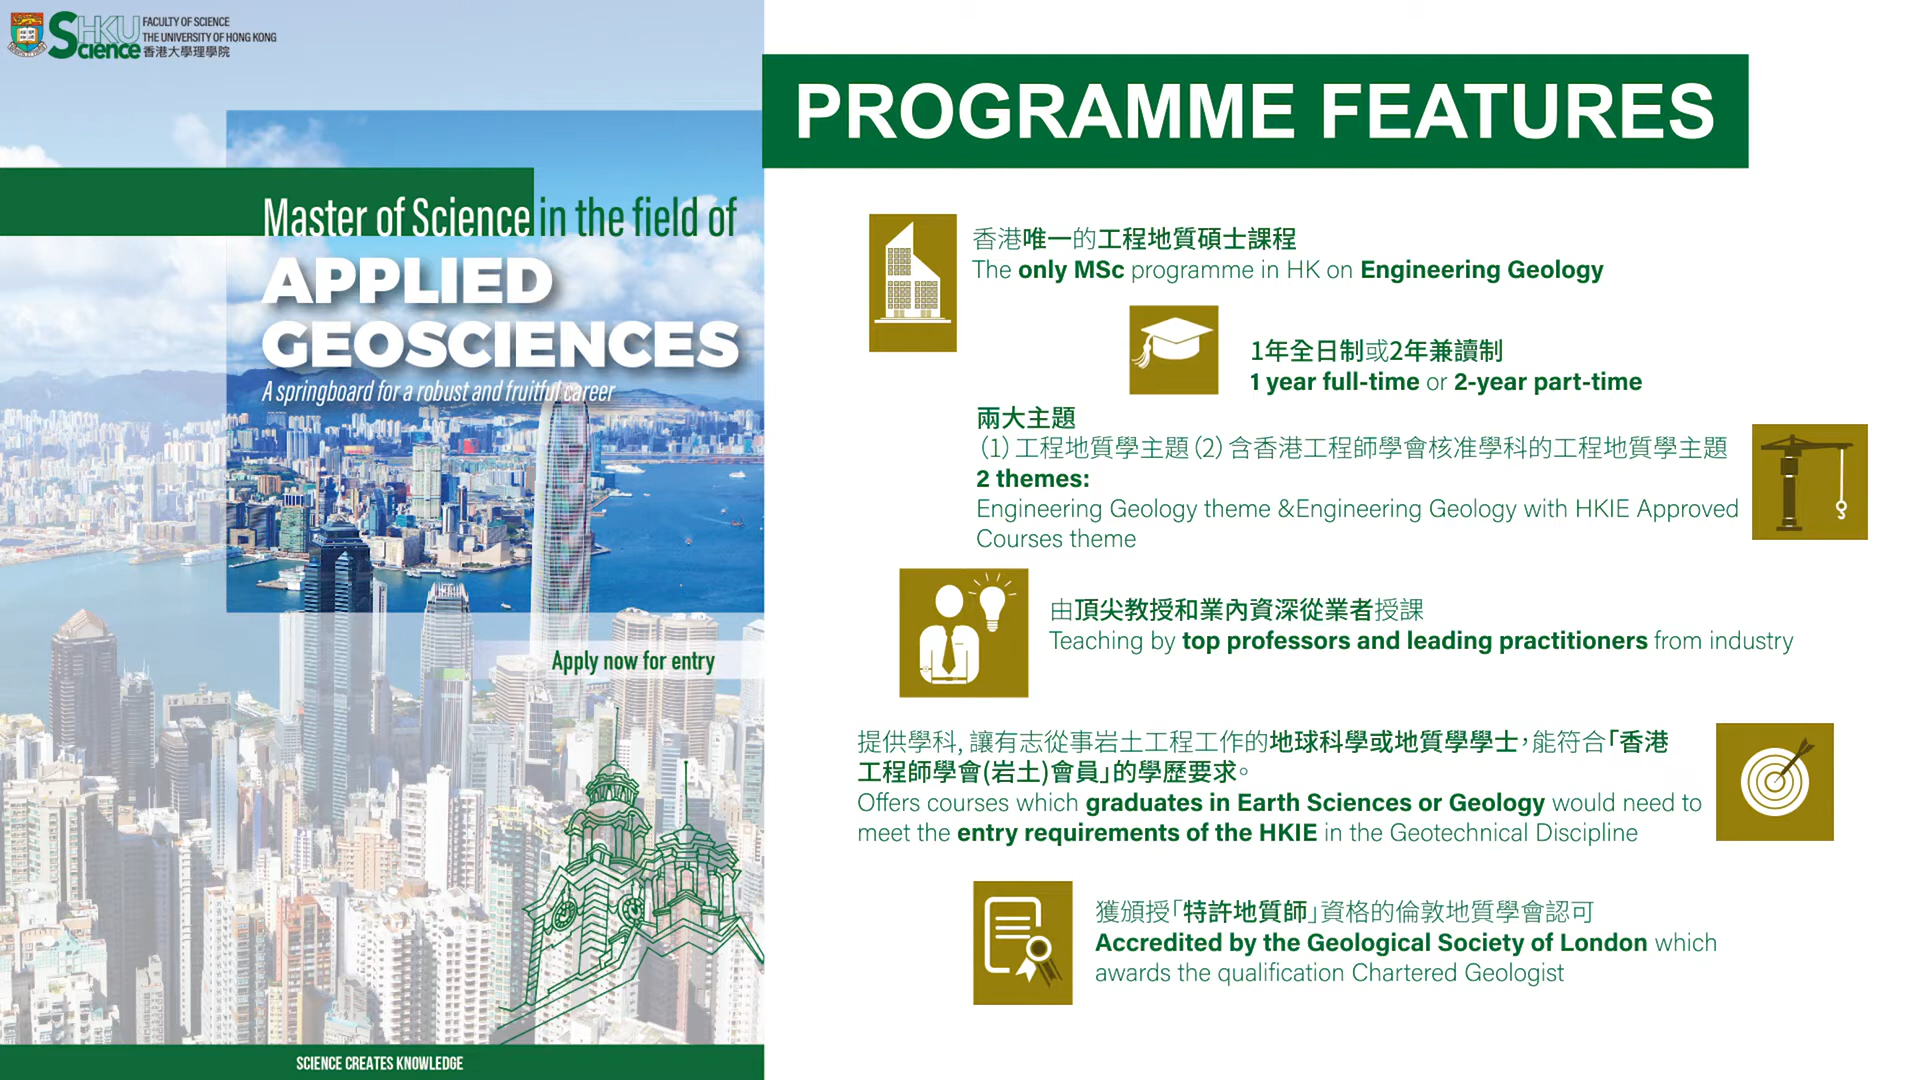 HKU
Science
FACULTY OF SCIENCE
THE UNIVERSITY OF HONG KONG
香港大學理學院
Master of Science in the field of
APPLIED
GEOSCIENCES
A springboard for a robust and fruitful career
Apply now for entry
SCIENCE CREATES KNOWLEDGE
PROGRAMME FEATURES
香港唯一的工程地質碩士課程
The only MSc programme in HK on Engineering Geology
1年全日制或2年兼讀制
1 year full-time or 2-year part-time
兩大主題
（1）工程地質學主題（2）含香港工程師學會核准學科的工程地質學主題
2 themes:
Engineering Geology theme &Engineering Geology with HKIE Approved
Courses theme
由頂尖教授和業內資深從業者授課
Teaching by top professors and leading practitioners from industry
提供學科, 讓有志從事岩土工程工作的地球科學或地質學學士，能符合「香港
工程師學會(岩土)會員」的學歷要求。
Offers courses which graduates in Earth Sciences or Geology would need to
meet the entry requirements of the HKIE in the Geotechnical Discipline
獲頒授「特許地質師」資格的倫敦地質學會認可
Accredited by the Geological Society of London which
awards the qualification Chartered Geologist